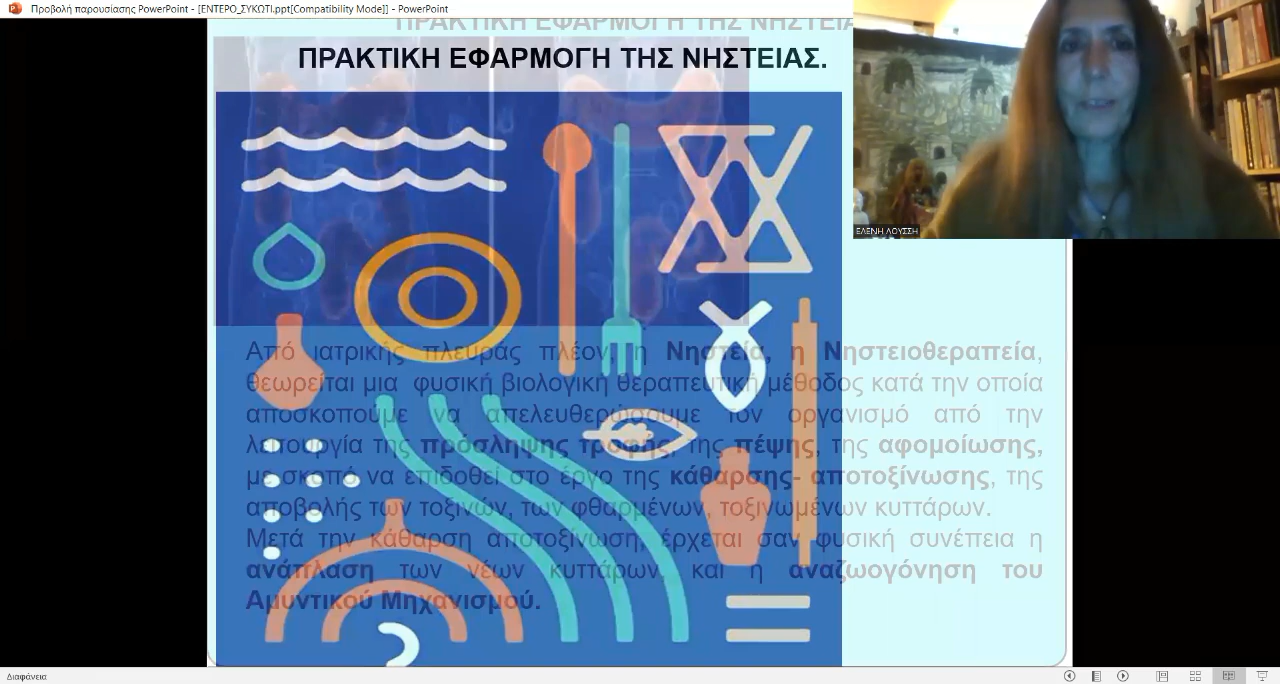 Προβολή παρουσίασης PowerPoint - [ΕΝΤΕΡΟ_ΣΥΚΩΤΙ.ppt[Compatibility Mode]] - PowerPoint
ΠΡΑΚΤΙΚΗ ΕΦΑΡΜΟΓΗ ΤΗΣ ΝΗΣΤΕΙΑ
ΠΡΑΚΤΙΚΗ ΕΦΑΡΜΟΓΗ ΤΗΣ ΝΗΣΤΕΙΑΣ.
ΕΛΕΝΗ ΛΟΥΣΣΗ
Από ιατρικής πλευράς πλέον, η Νηστεία, η Νηστειοθεραπεία,
θεωρείται μια φυσική βιολογική θεραπευτική μέθοδος κατά την οποία
αποσκοπούμε να απελευθερώσουμε τον οργανισμό από την
λειτουργία της πρόσληψης τροφής, της πέψης, της αφομοίωσης,
με σκοπό να επιδοθεί στο έργο της κάθαρσης- αποτοξίνωσης, της
αποβολής των τοξινών, των φθαρμένων, τοξινωμένων κυττάρων.
Μετά την κάθαρση αποτοξίνωση, έρχεται σαν φυσική συνέπεια η
ανάπλαση των νέων κυττάρων, και η αναζωογόνηση του
Αμυντικού Μηχανισμού.
Διαφάνεια